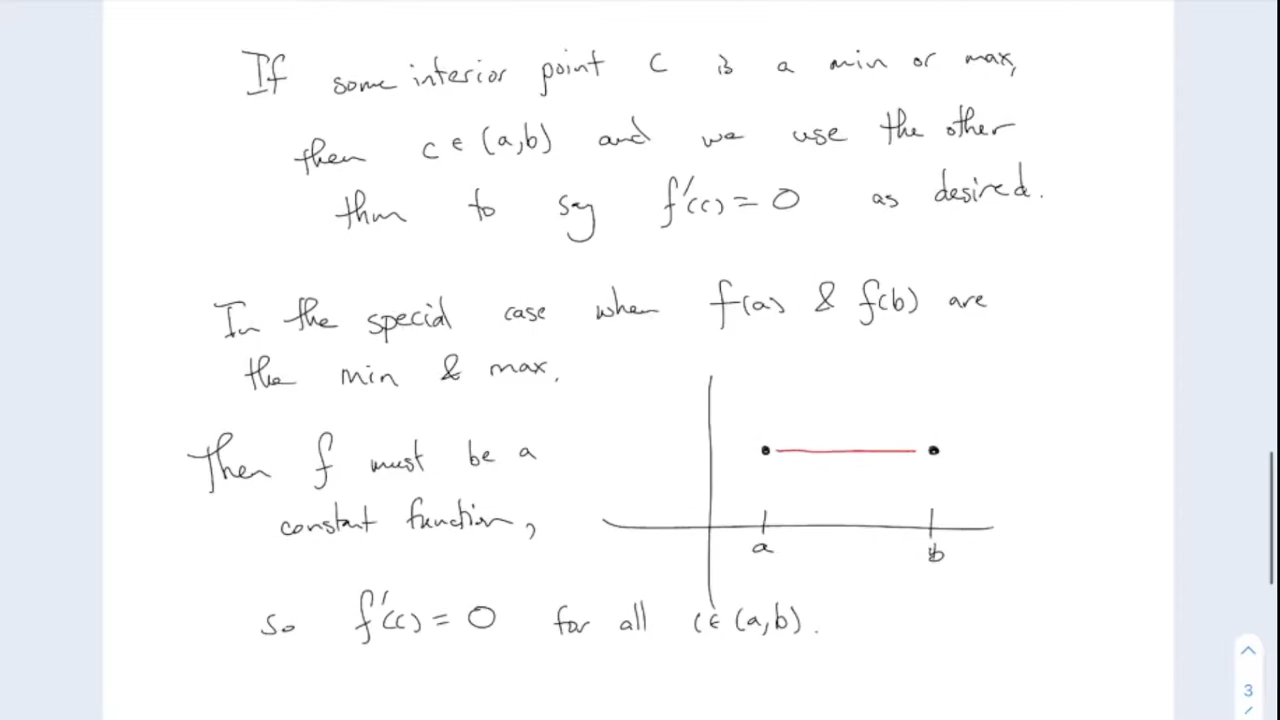 If some interior point c is a min or max,
then c ∈ (a,b) and we use the other
thm to say f'(c) = 0 as desired.
In the special case when f(a) & f(b) are
the min & max.
Then f must be a
constant function,
a
b
so f'(c) = 0 for all c ∈ (a,b).
3